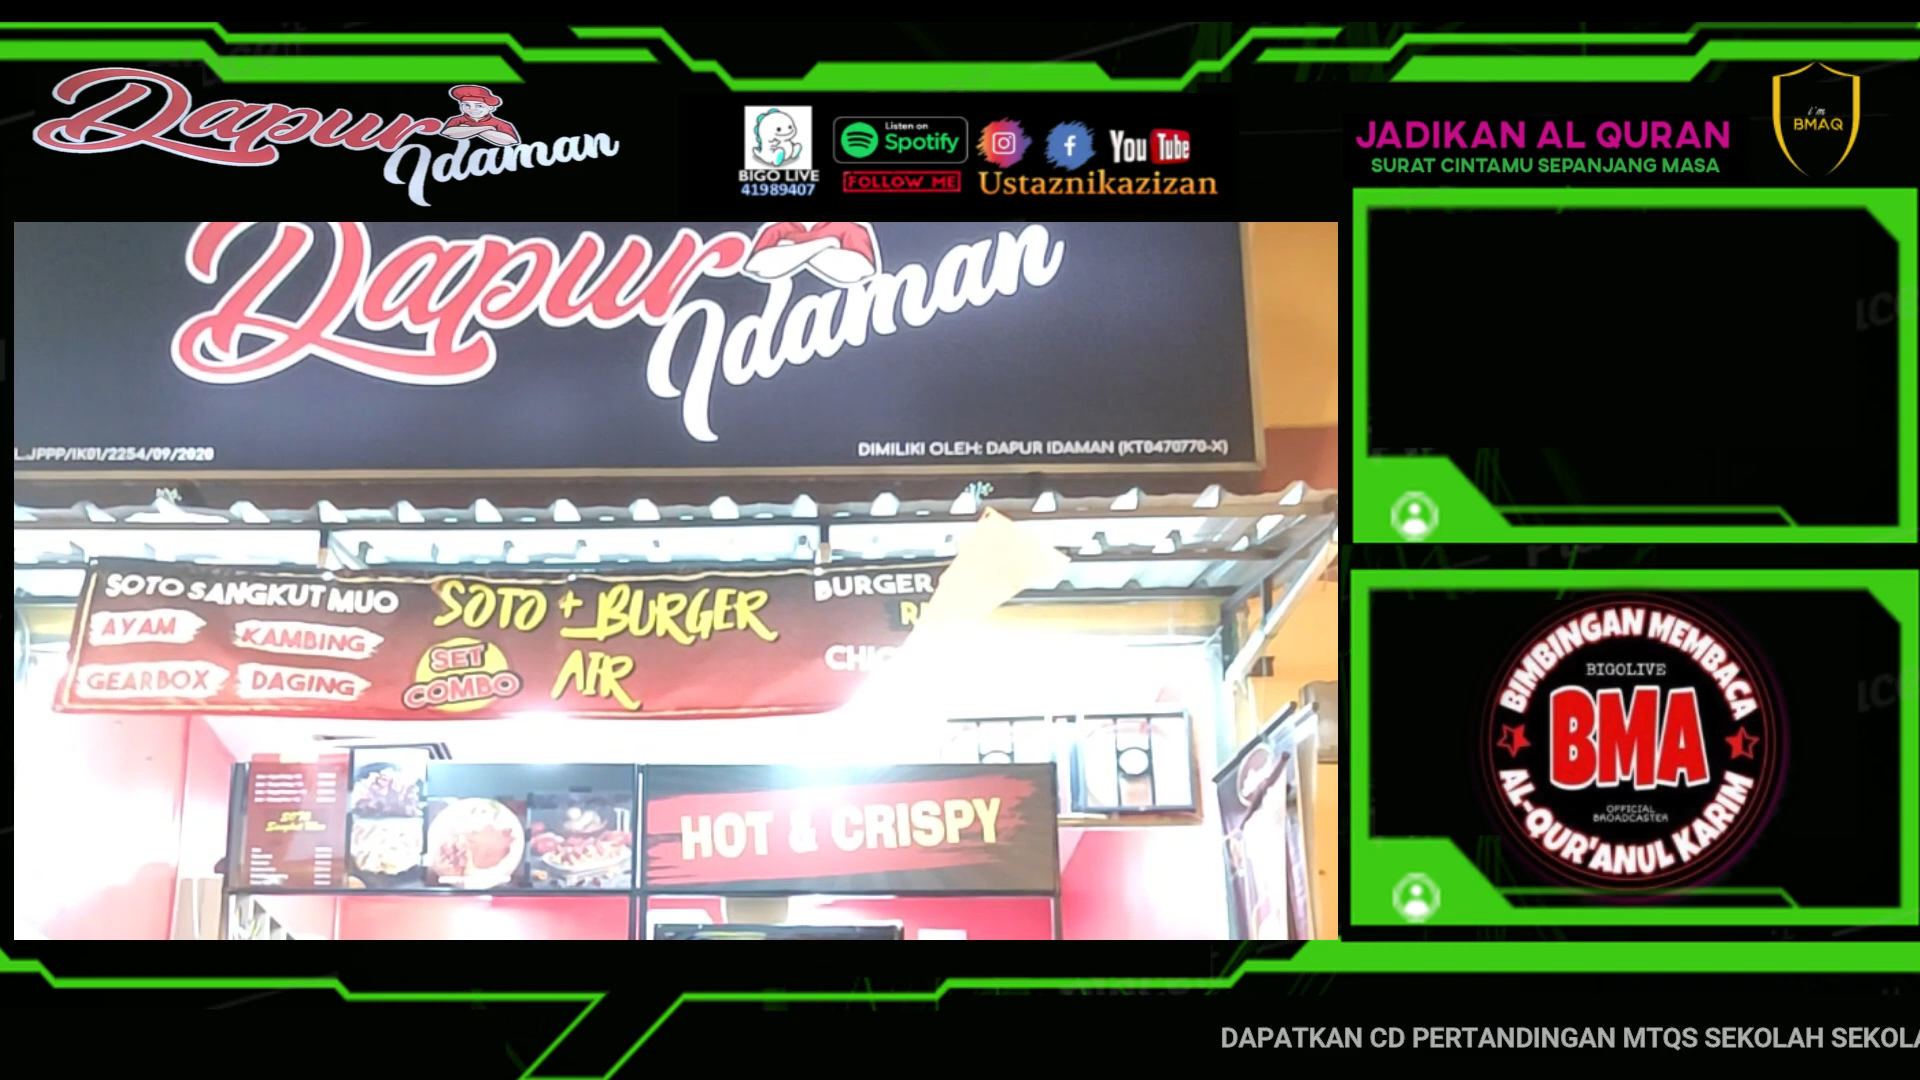 Dapur
Idaman
BIGO LIVE
41989407
Listen on
Spotify
FOLLOW ME
You Tube
Ustaznikazizan
JADIKAN AL QURAN
SURAT CINTAMU SEPANJANG MASA
i'm
BMAQ
Dapur
Idaman
L.JPPP/IK01/2254/09/2020
DIMILIKI OLEH: DAPUR IDAMAN (KT0470770-X)
SOTO SANGKUT MUO
AYAM
KAMBING
GEARBOX
DAGING
SOTO + BURGER
SET
COMBO
AIR
BURGER
HOT & CRISPY
SOTO
BIMBINGAN MEMBACA
BIGOLIVE
BMA
OFFICIAL
BROADCASTER
AL-QUR'ANUL KARIM
DAPATKAN CD PERTANDINGAN MTQS SEKOLAH